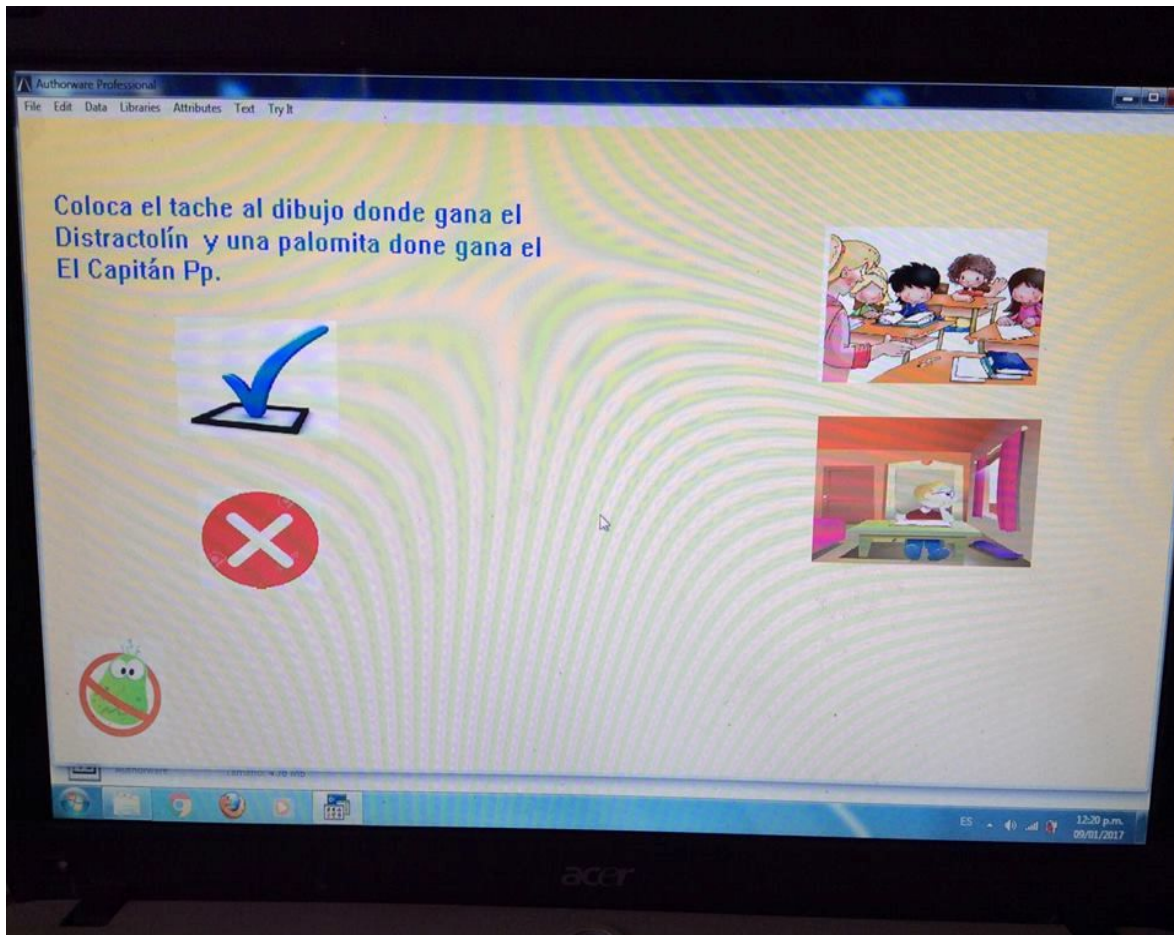 Authorware Professional
File Edit Data Libraries Attributes Text Try It
Coloca el tache al dibujo donde gana el
Distractolín y una palomita done gana el
El Capitán Pp.
Authorware
ES
12:20 p.m.
09/01/2017
acer